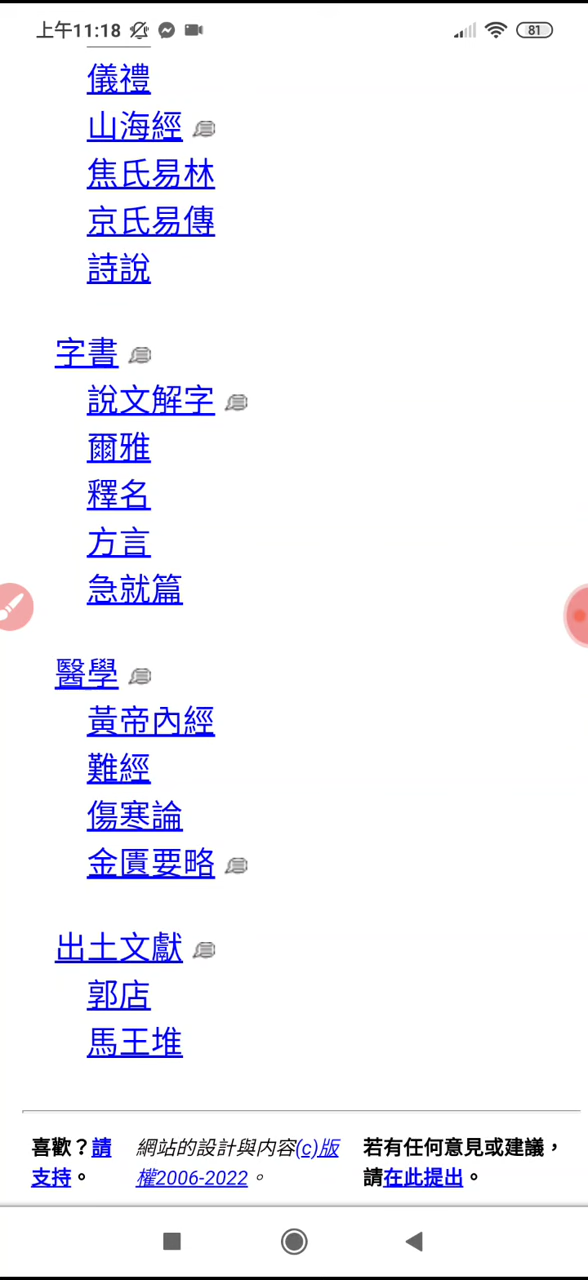 上午11:18 81
儀禮
山海經
焦氏易林
京氏易傳
詩說
字書
說文解字
爾雅
釋名
方言
急就篇
醫學
黃帝內經
難經
傷寒論
金匱要略
出土文獻
郭店
馬王堆
喜歡？請
支持。
網站的設計與內容(c)版
權2006-2022。
若有任何意見或建議，
請在此提出。